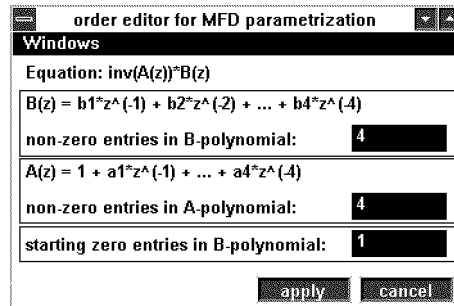 order editor for MFD parametrization
Windows
Equation: inv(A(z))*B(z)
B(z) = b1*z^(-1) + b2*z^(-2) + ... + b4*z^(-4)
non-zero entries in B-polynomial: 4
A(z) = 1 + a1*z^(-1) + ... + a4*z^(-4)
non-zero entries in A-polynomial: 4
starting zero entries in B-polynomial: 1
apply cancel